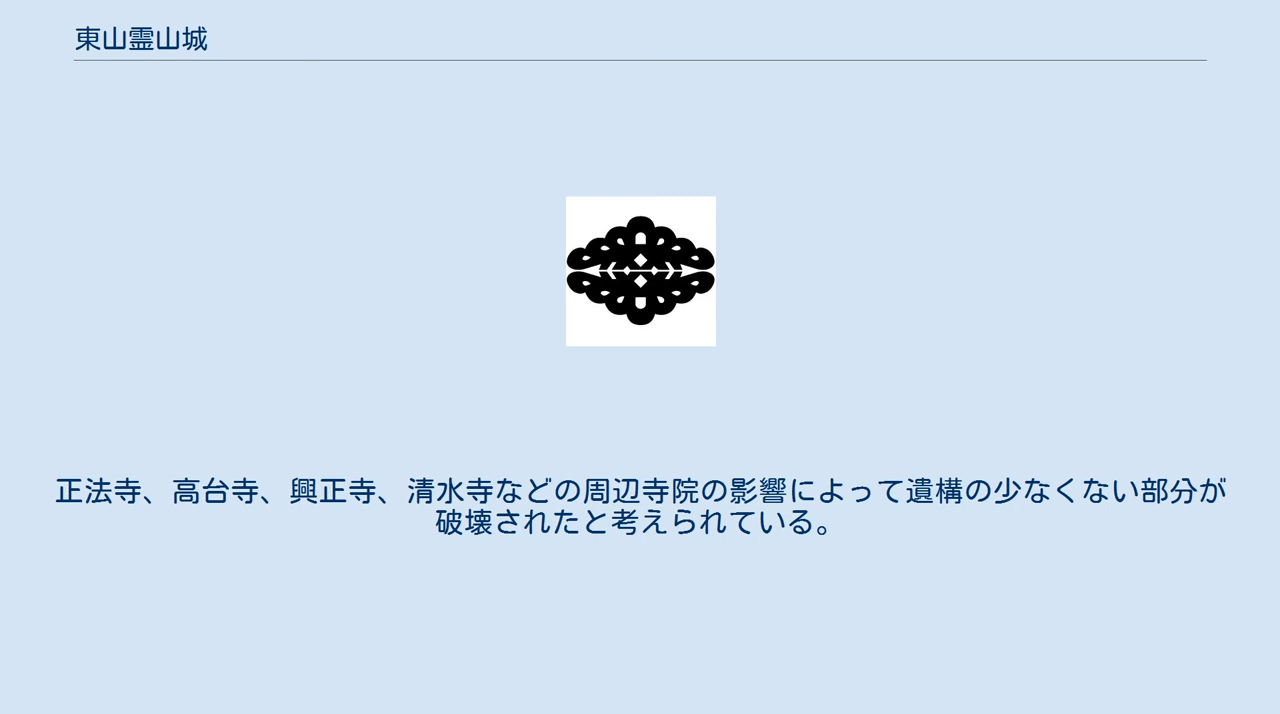 東山霊山城
正法寺、高台寺、興正寺、清水寺などの周辺寺院の影響によって遺構の少なくない部分が
破壊されたと考えられている。